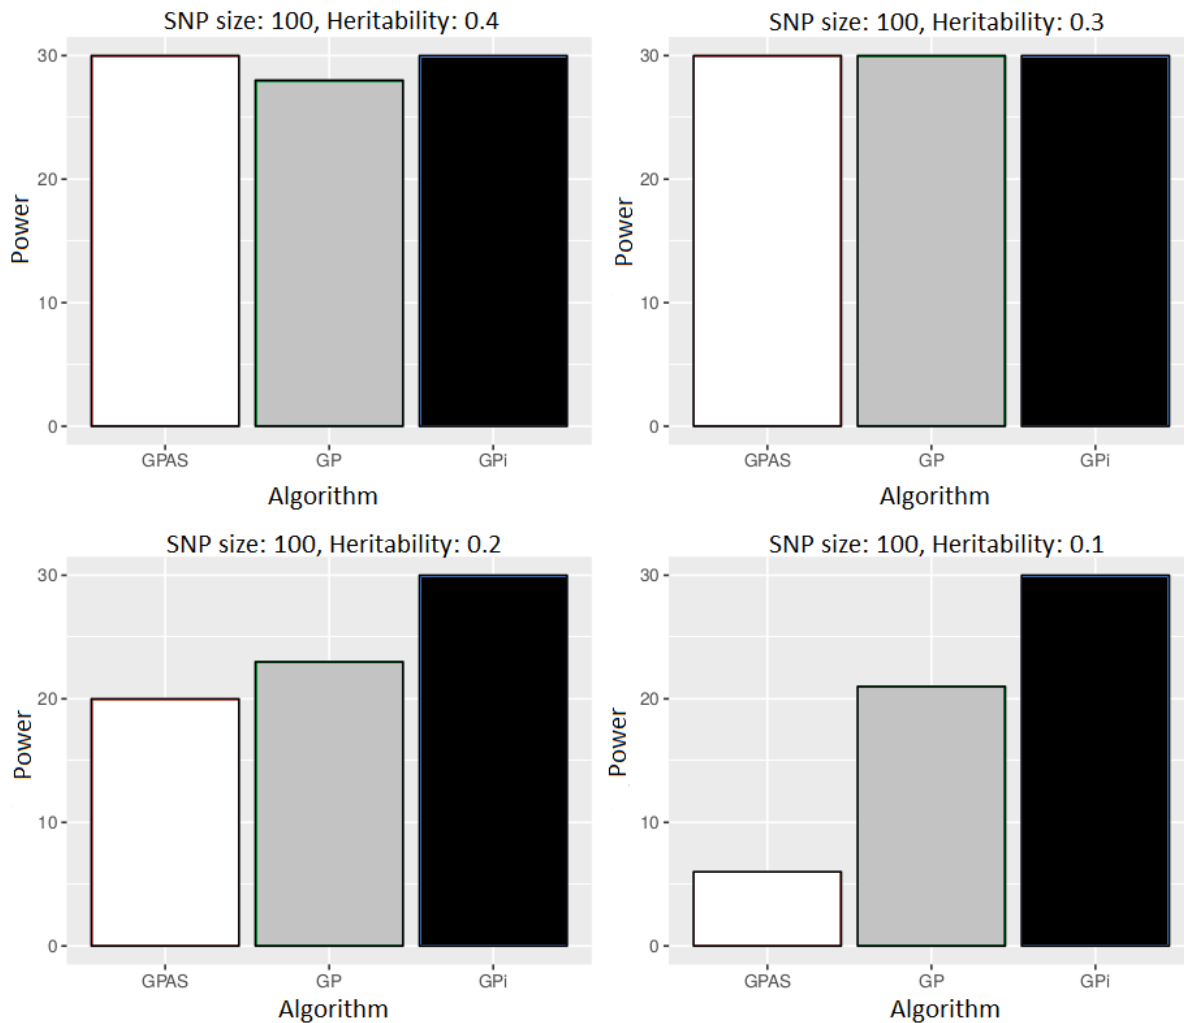 SNP size: 100, Heritability: 0.4
30
20
10
0
Power
GPAS GP GPi
Algorithm
SNP size: 100, Heritability: 0.3
30
20
10
0
Power
GPAS GP GPi
Algorithm
SNP size: 100, Heritability: 0.2
30
20
10
0
Power
GPAS GP GPi
Algorithm
SNP size: 100, Heritability: 0.1
30
20
10
0
Power
GPAS GP GPi
Algorithm